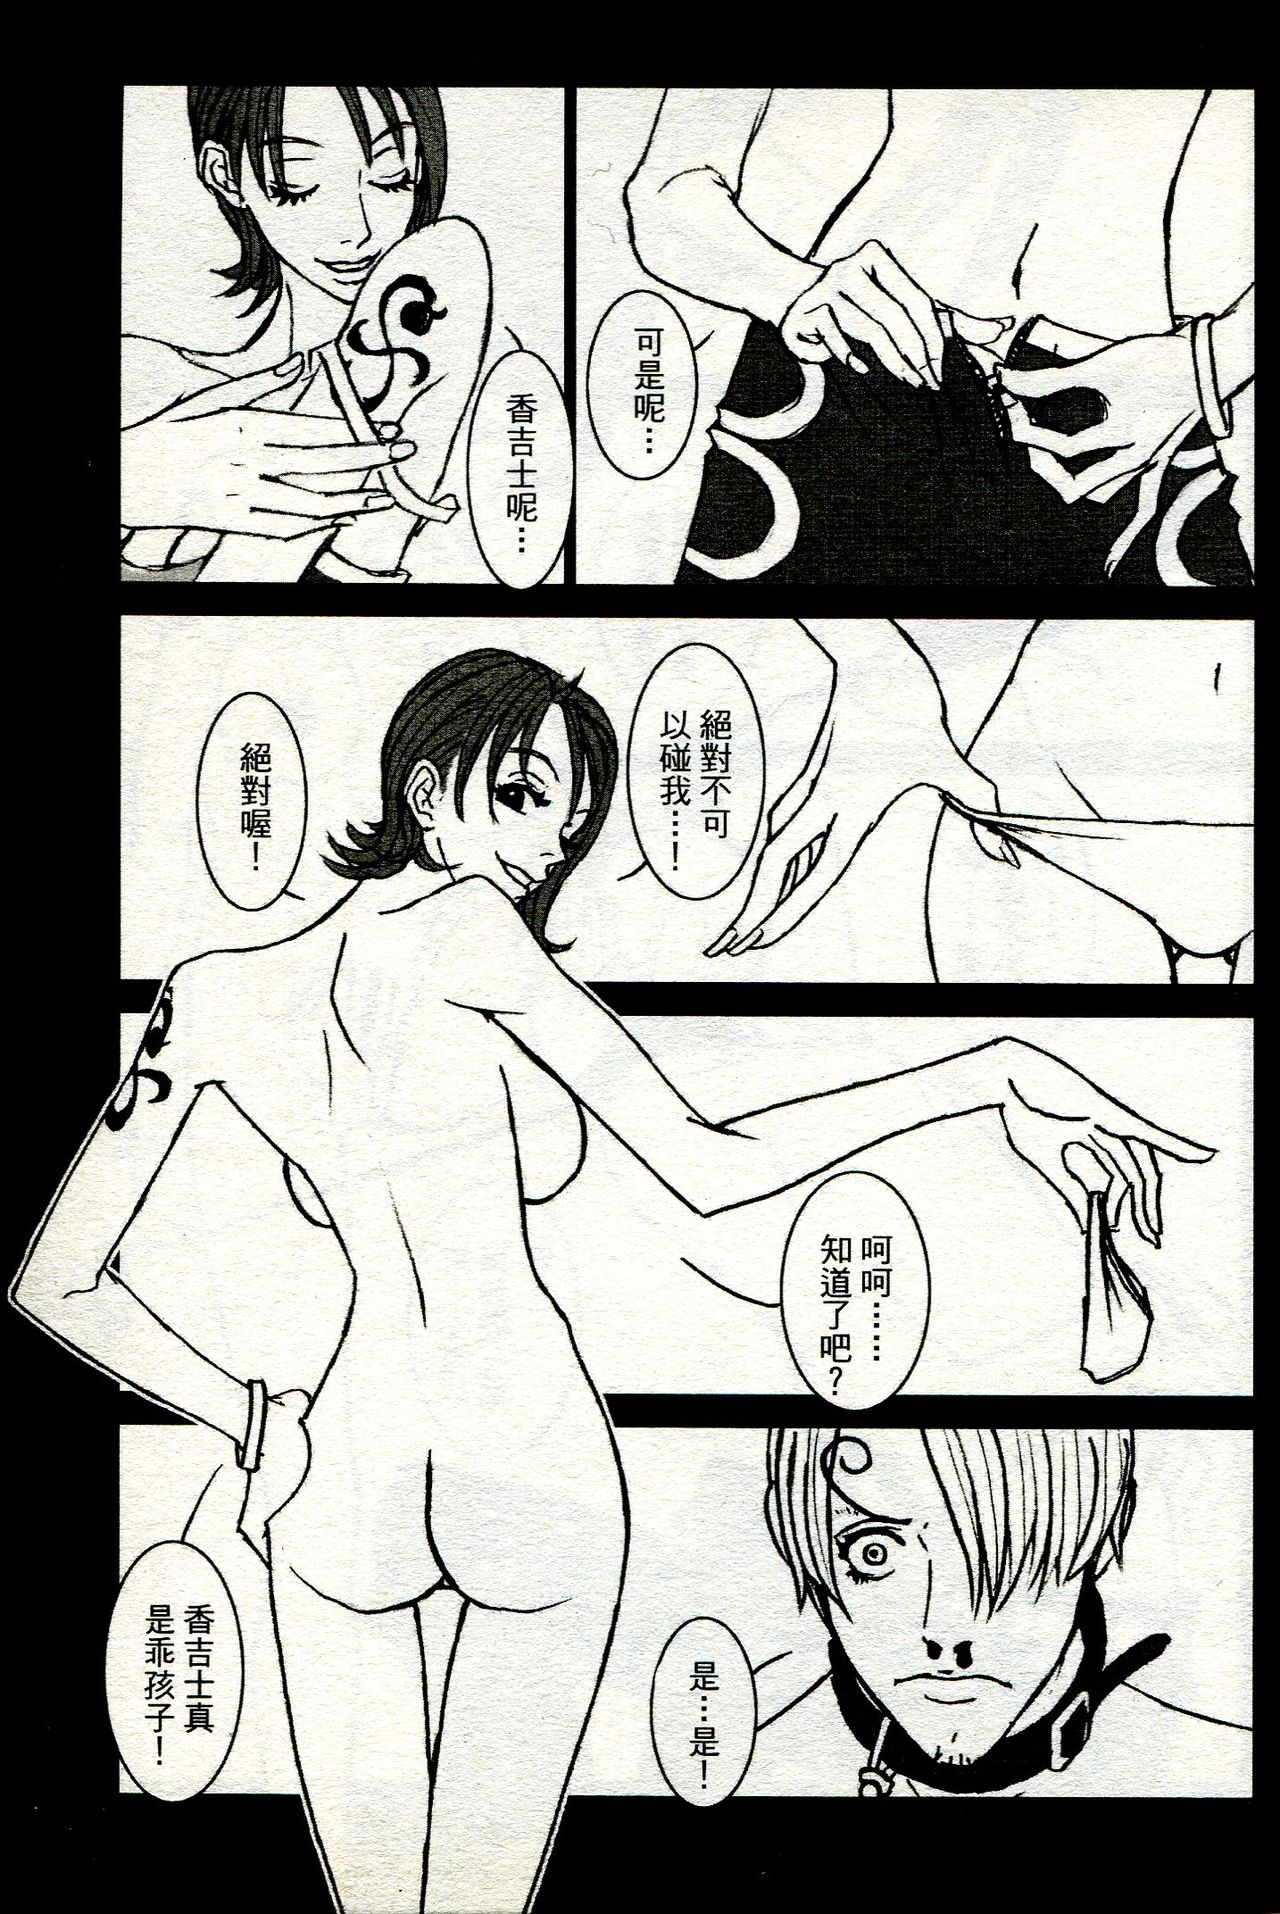 可是呢…
香吉士呢…
絕對不可
以碰我…！
絕對喔！
呵呵……
知道了吧？
是…是！
香吉士真
是乖孩子！